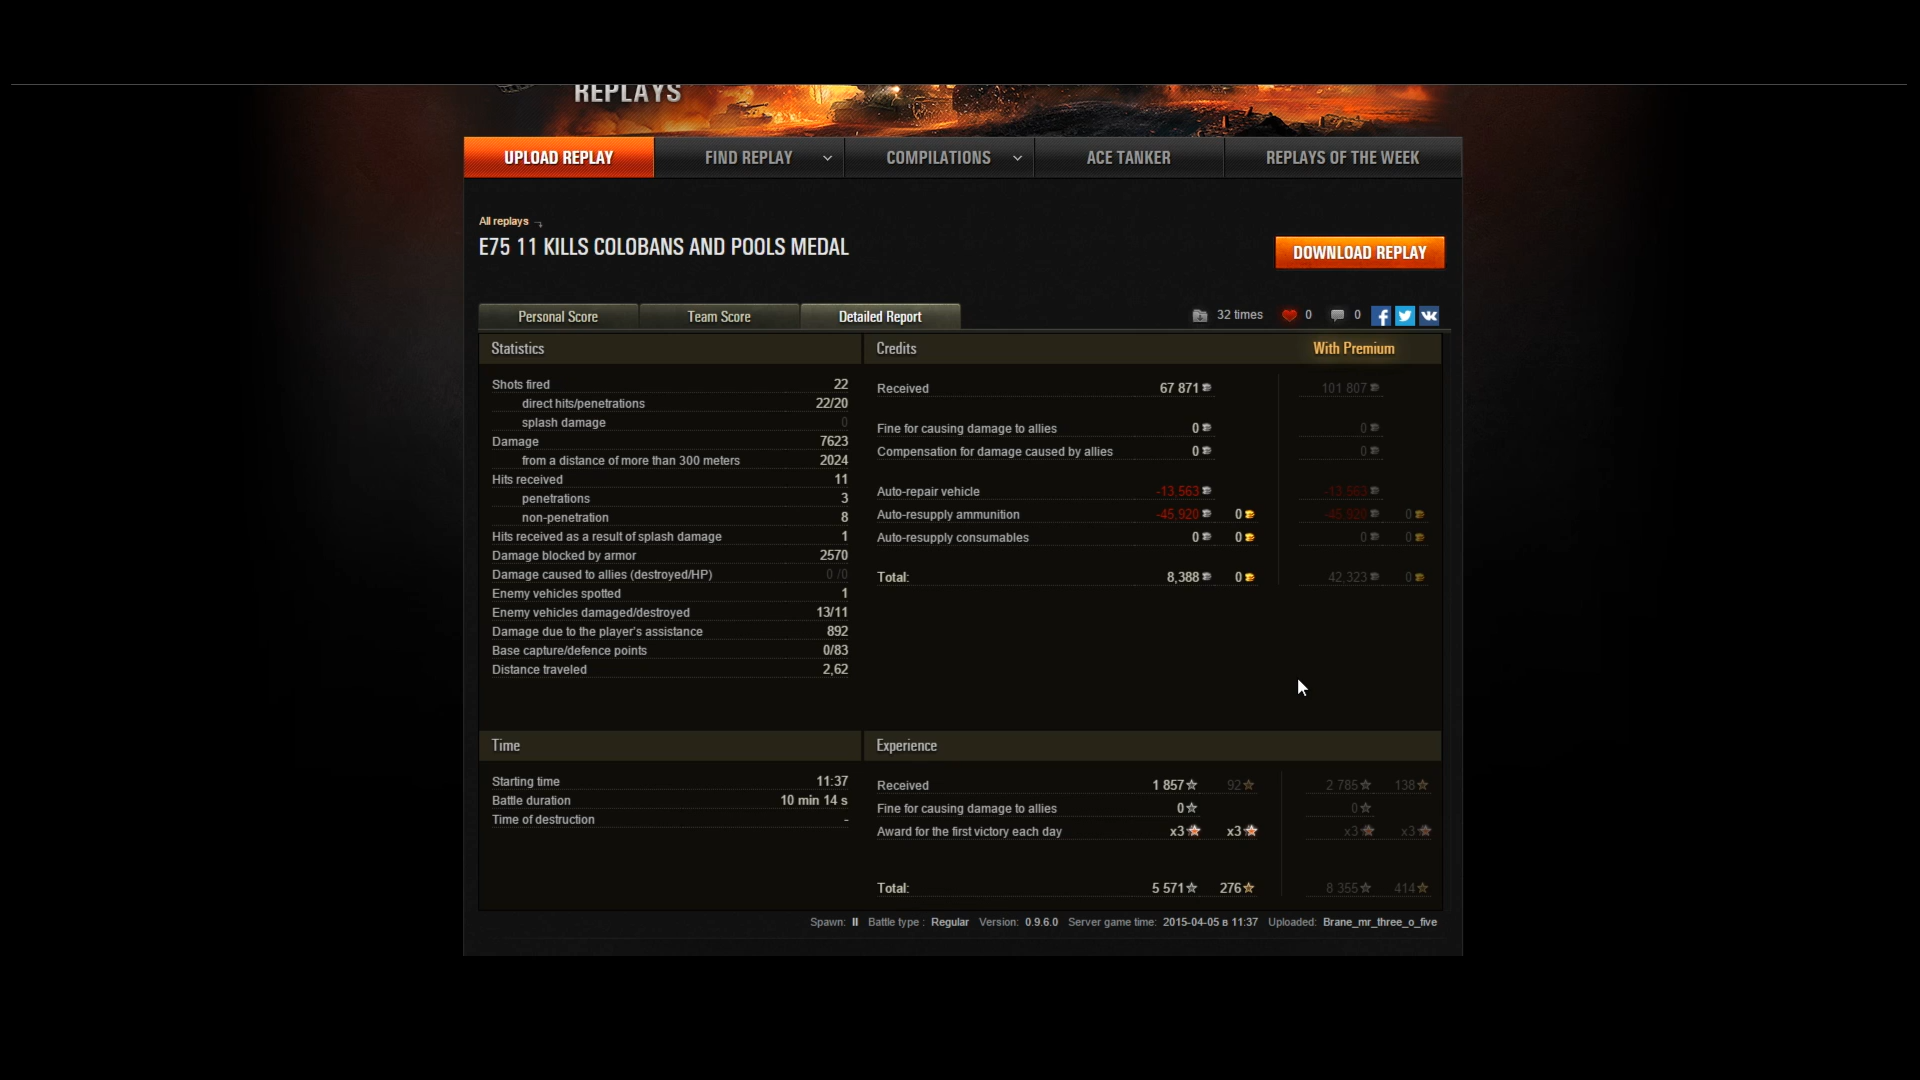 REPLAYS
UPLOAD REPLAY FIND REPLAY COMPILATIONS ACE TANKER REPLAYS OF THE WEEK
All replays
E75 11 KILLS COLOBANS AND POOLS MEDAL
DOWNLOAD REPLAY
Personal Score Team Score Detailed Report 32 times 0 0
Statistics
Shots fired 22
direct hits/penetrations 22/20
splash damage 0
Damage 7623
from a distance of more than 300 meters 2024
Hits received 11
penetrations 3
non-penetration 8
Hits received as a result of splash damage 1
Damage blocked by armor 2570
Damage caused to allies (destroyed/HP) 0 /0
Enemy vehicles spotted 1
Enemy vehicles damaged/destroyed 13/11
Damage due to the player's assistance 892
Base capture/defence points 0/83
Distance traveled 2,62
Credits With Premium
Received 67 871 101 807
Fine for causing damage to allies 0 0
Compensation for damage caused by allies 0 0
Auto-repair vehicle -13,563 -13,563
Auto-resupply ammunition -45,920 0 -45,920 0
Auto-resupply consumables 0 0 0 0
Total: 8,388 0 42,323 0
Time
Starting time 11:37
Battle duration 10 min 14 s
Time of destruction -
Experience
Received 1 857 92 2 785 138
Fine for causing damage to allies 0 0
Award for the first victory each day x3 x3 x3 x3
Total: 5 571 276 8 355 414
Spawn: II Battle type : Regular Version: 0.9.6.0 Server game time: 2015-04-05 в 11:37 Uploaded: Brane_mr_three_o_five